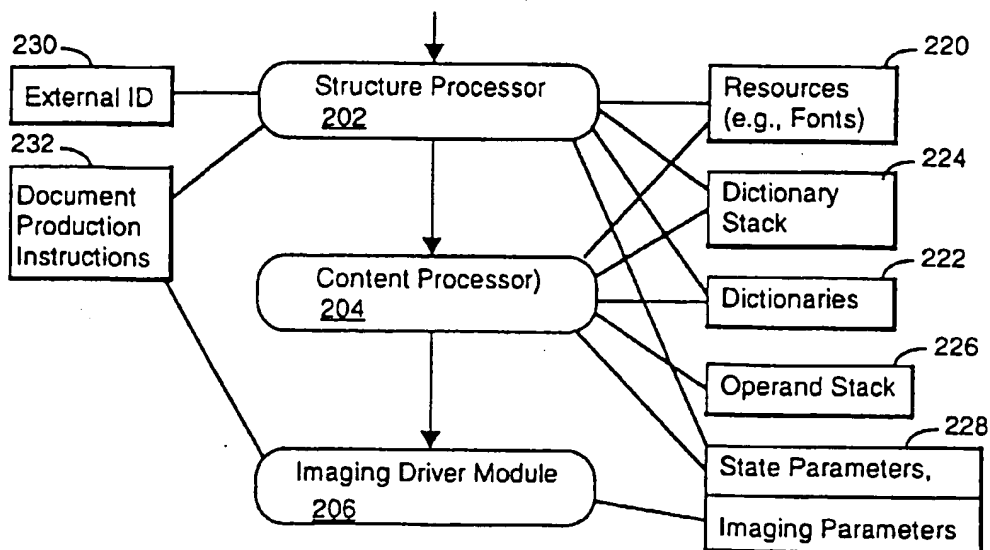 230
External ID
232
Document
Production
Instructions
Structure Processor
202
Content Processor)
204
Imaging Driver Module
206
220
Resources
(e.g., Fonts)
224
Dictionary
Stack
222
Dictionaries
226
Operand Stack
228
State Parameters,
Imaging Parameters